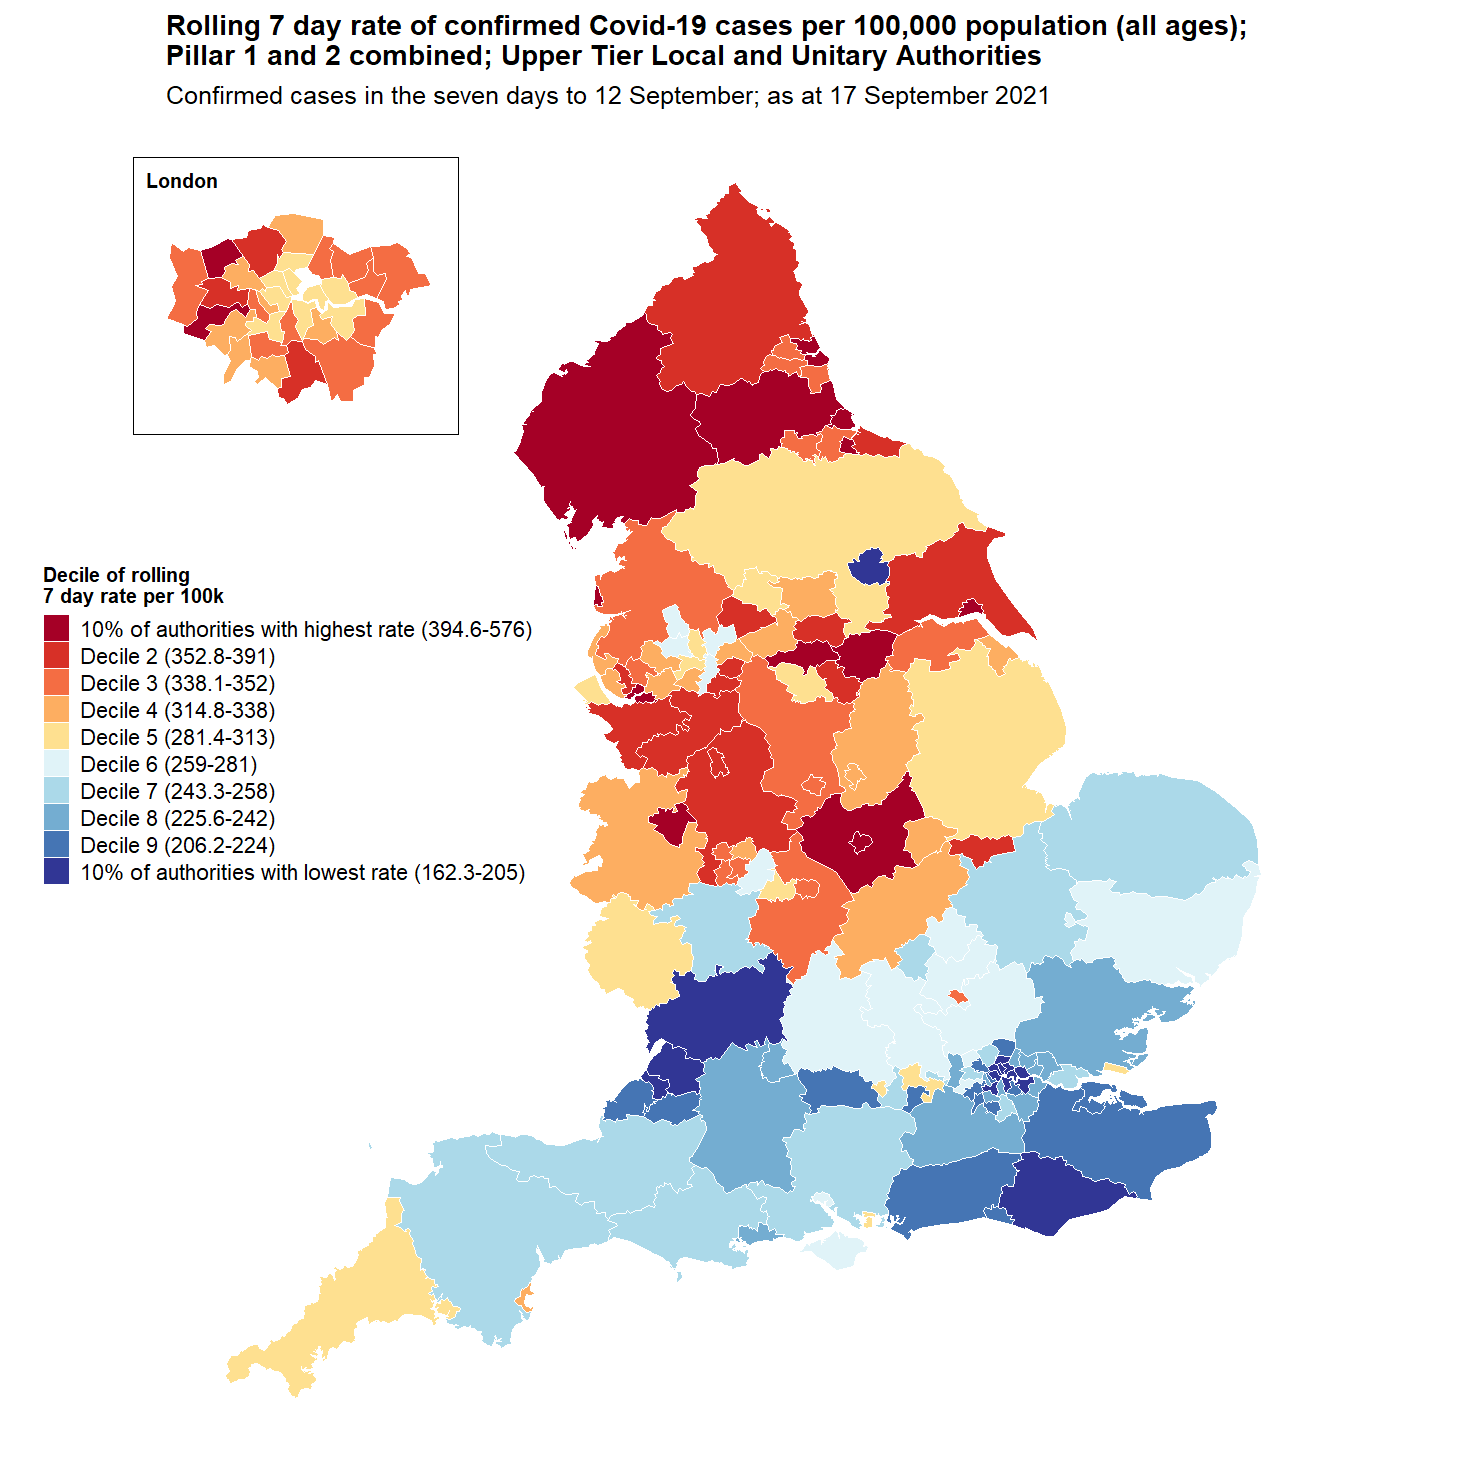 Rolling 7 day rate of confirmed Covid-19 cases per 100,000 population (all ages);
Pillar 1 and 2 combined; Upper Tier Local and Unitary Authorities
Confirmed cases in the seven days to 12 September; as at 17 September 2021
London
Decile of rolling
7 day rate per 100k
10% of authorities with highest rate (394.6-576)
Decile 2 (352.8-391)
Decile 3 (338.1-352)
Decile 4 (314.8-338)
Decile 5 (281.4-313)
Decile 6 (259-281)
Decile 7 (243.3-258)
Decile 8 (225.6-242)
Decile 9 (206.2-224)
10% of authorities with lowest rate (162.3-205)